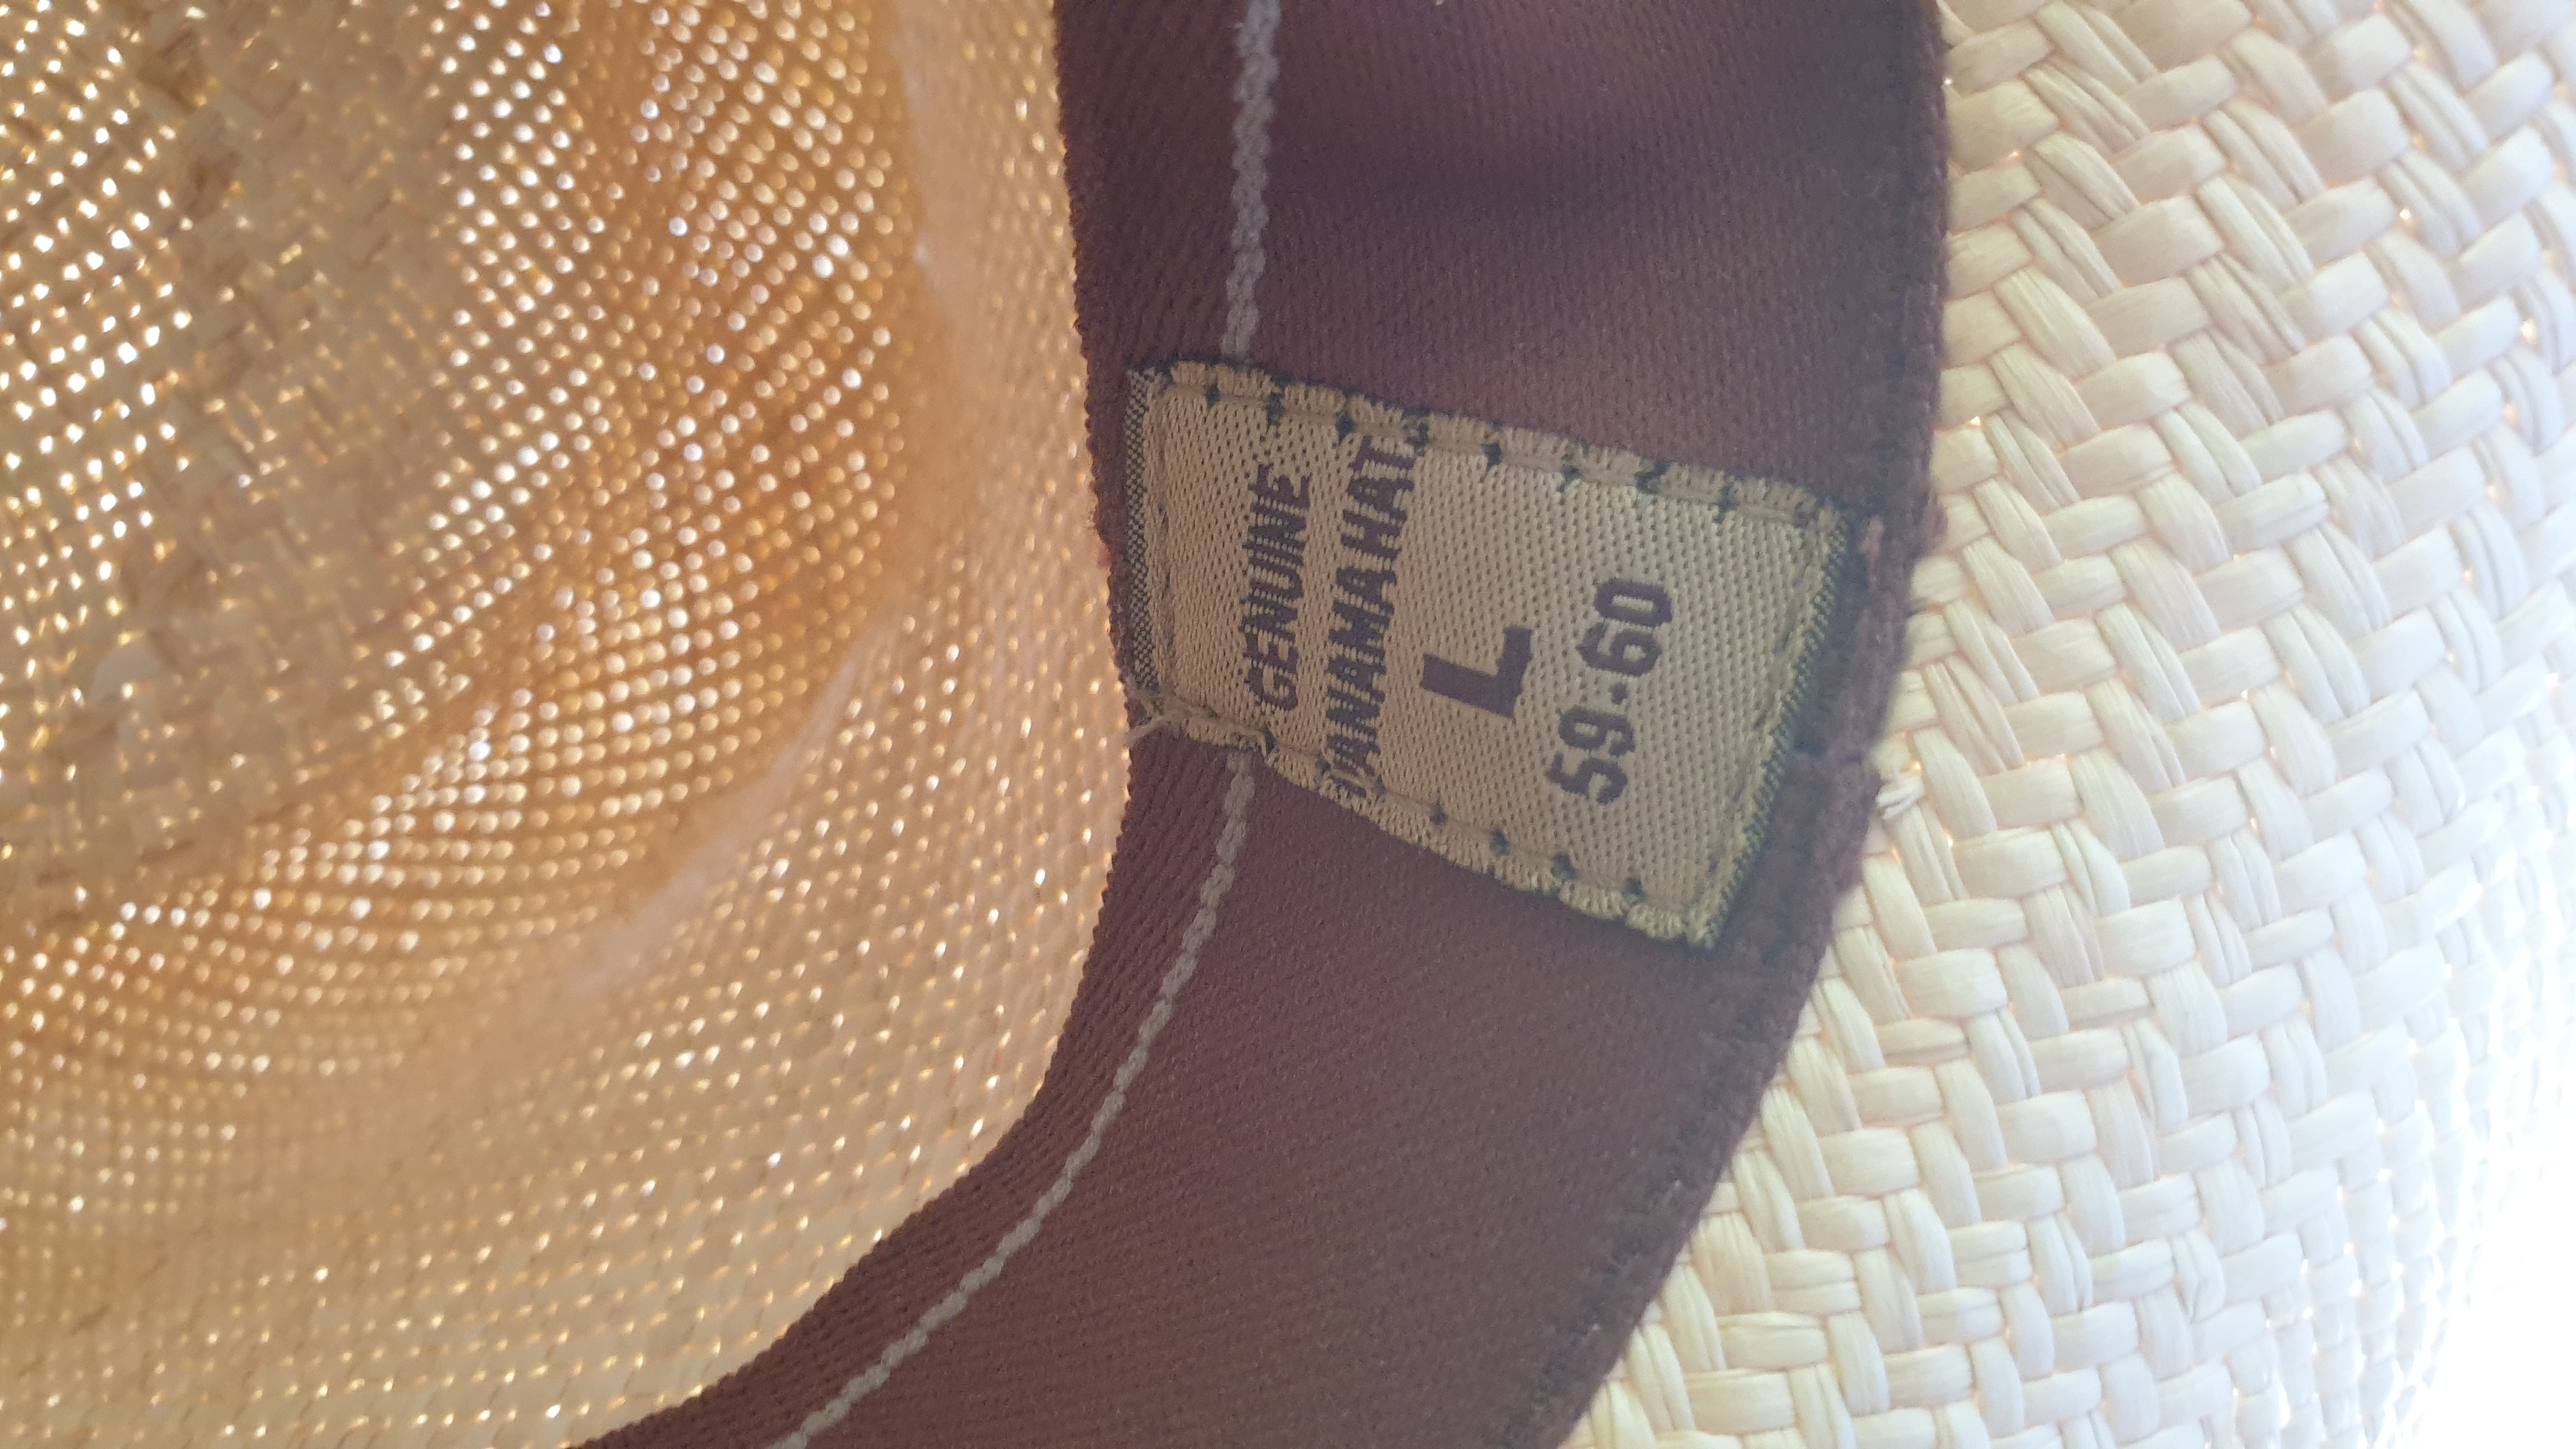 GENUINE
PANAMA HAT
L
59-60